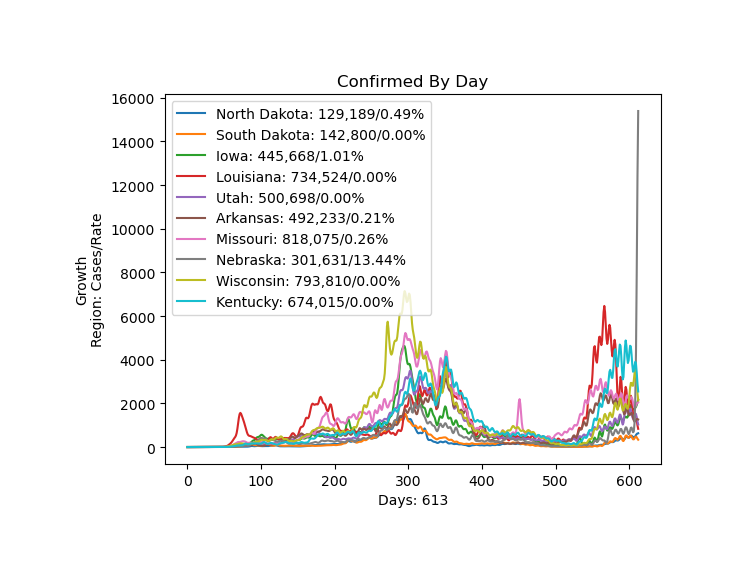 Confirmed By Day
16000
14000
12000
10000
8000
6000
4000
2000
0
Growth
Region: Cases/Rate
North Dakota: 129,189/0.49%
South Dakota: 142,800/0.00%
Iowa: 445,668/1.01%
Louisiana: 734,524/0.00%
Utah: 500,698/0.00%
Arkansas: 492,233/0.21%
Missouri: 818,075/0.26%
Nebraska: 301,631/13.44%
Wisconsin: 793,810/0.00%
Kentucky: 674,015/0.00%
0 100 200 300 400 500 600
Days: 613